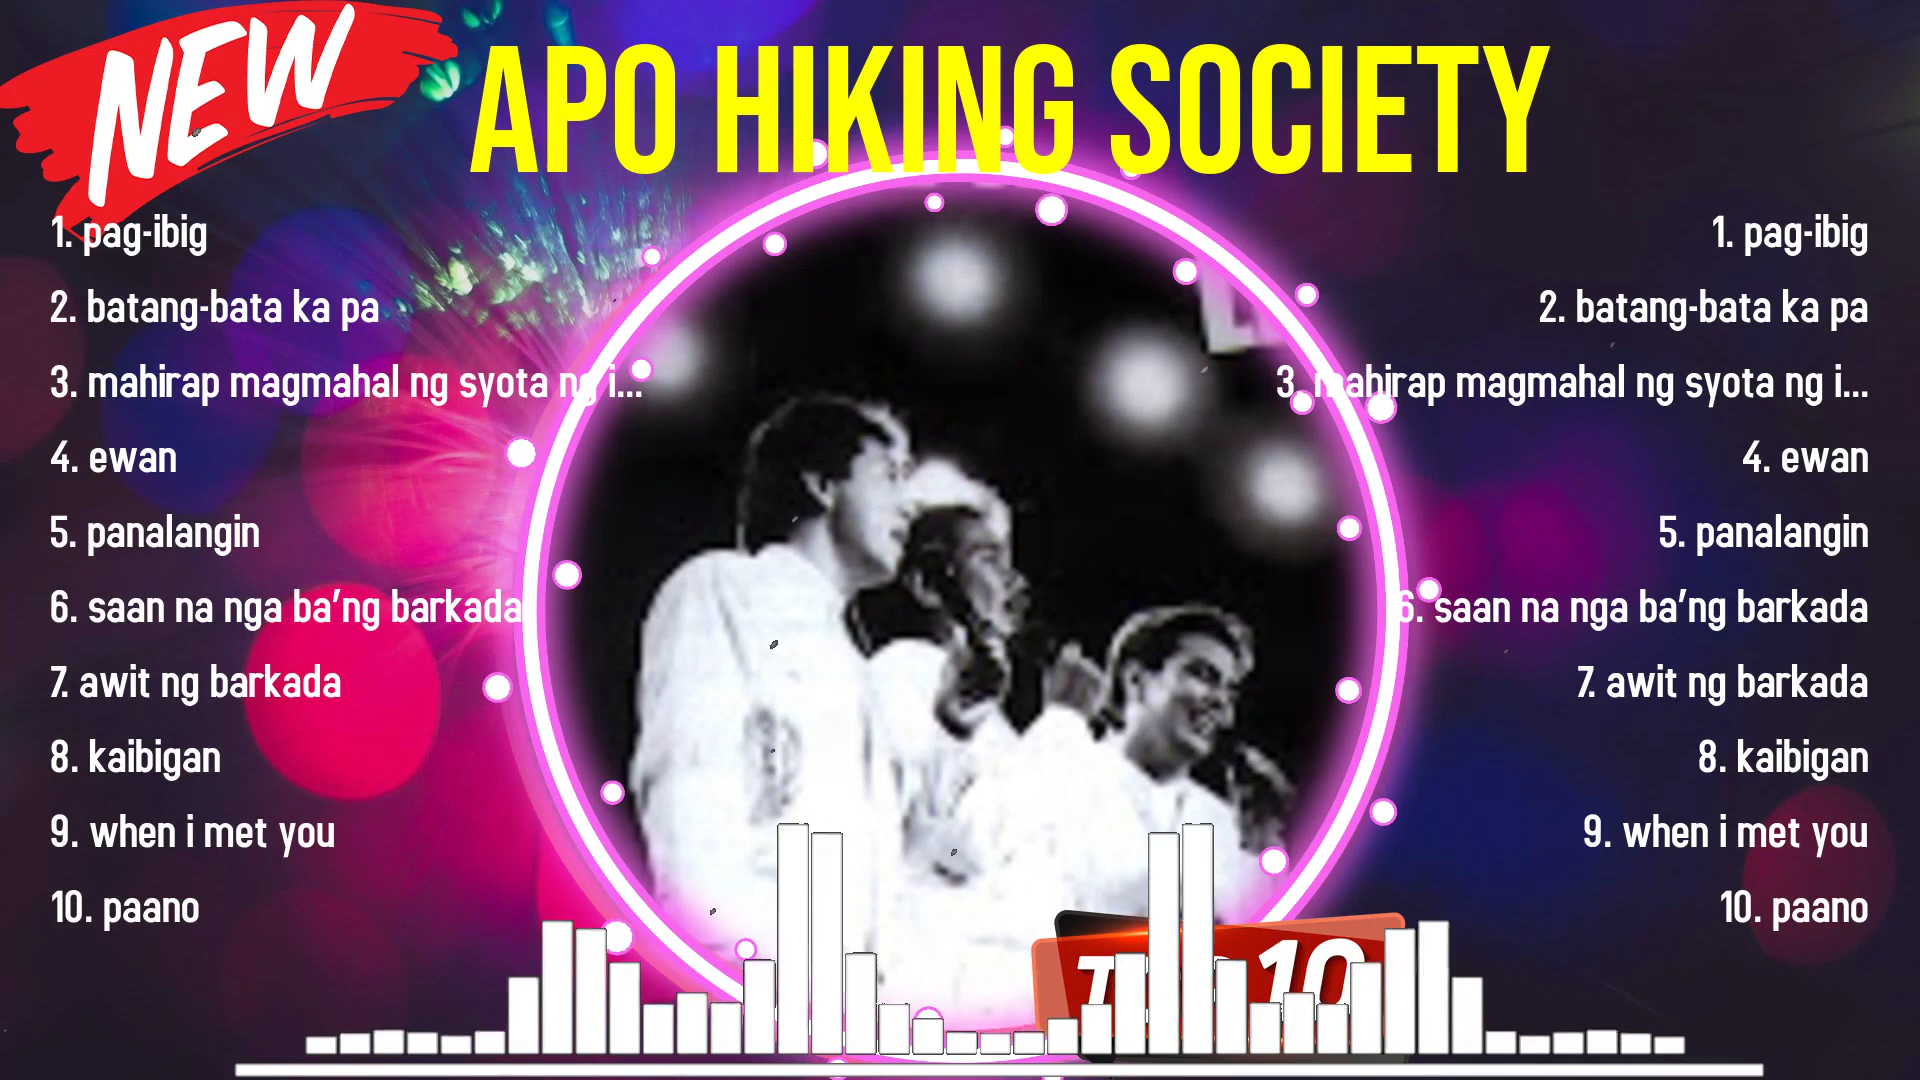 NEW
APO HIKING SOCIETY
1. pag-ibig
2. batang-bata ka pa
3. mahirap magmahal ng syota ng i...
4. ewan
5. panalangin
6. saan na nga ba’ng barkada
7. awit ng barkada
8. kaibigan
9. when i met you
10. paano
1. pag-ibig
2. batang-bata ka pa
3. mahirap magmahal ng syota ng i...
4. ewan
5. panalangin
6. saan na nga ba’ng barkada
7. awit ng barkada
8. kaibigan
9. when i met you
10. paano
10